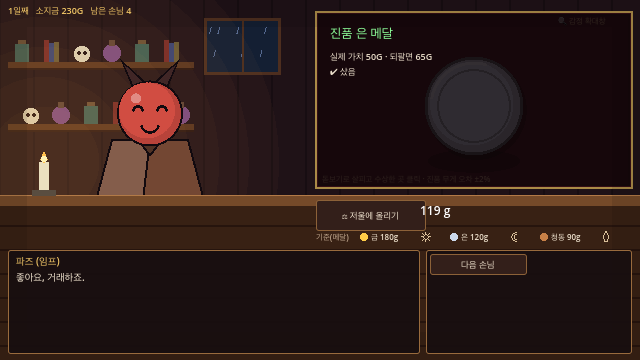 1일째 소지금 230G 남은 손님 4
진품 은 메달
실제 가치 50G · 되팔면 65G
✔ 샀음
⚖ 저울에 올리기
119 g
기준(메달) 금 180g 은 120g 청동 90g
파즈 (임프)
좋아요, 거래하죠.
다음 손님